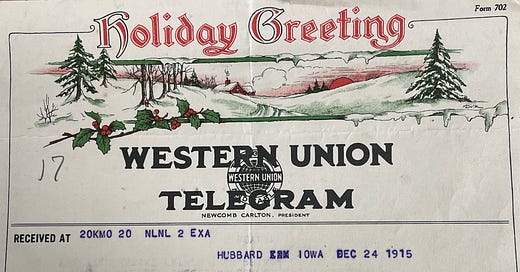 Form 702
Holiday Greeting
17
WESTERN UNION
WESTERN UNION
TELEGRAM
NEWCOMB CARLTON, PRESIDENT
RECEIVED AT 20KMO 20 NLNL 2 EXA
HUBBARD IOWA DEC 24 1915